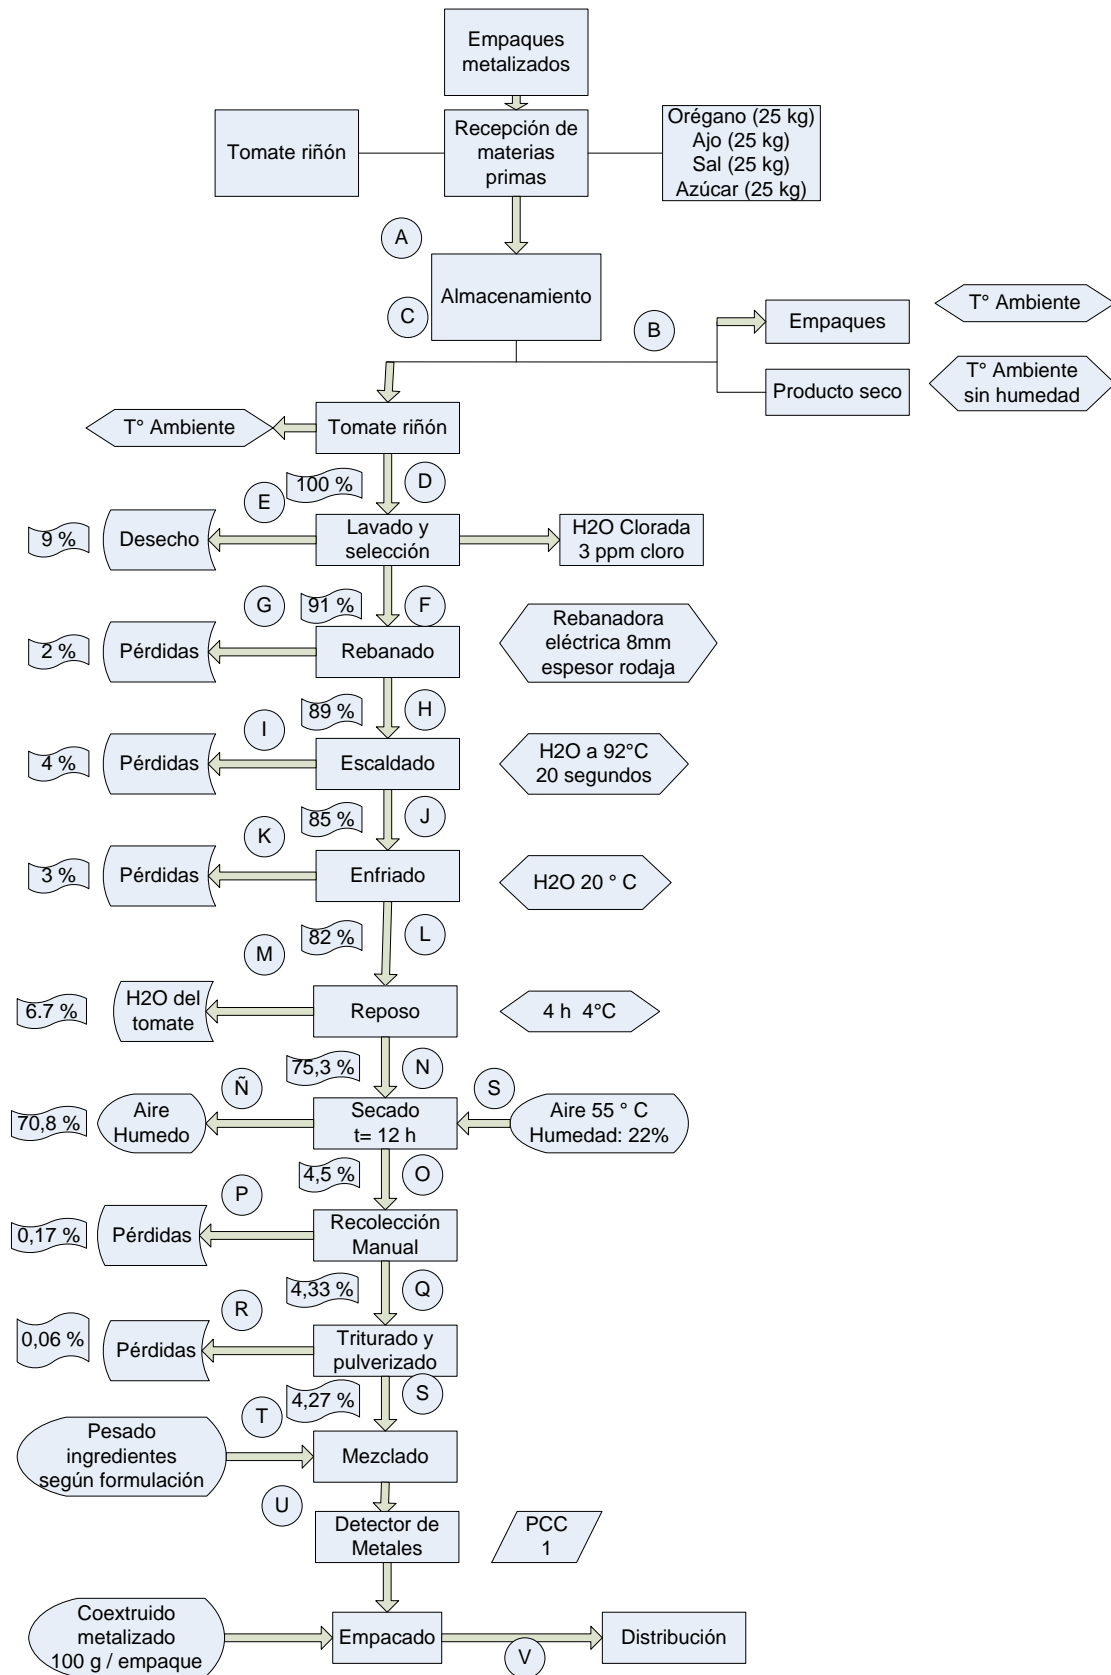 Empaques
metalizados
Tomate riñón
Recepción de
materias
primas
Orégano (25 kg)
Ajo (25 kg)
Sal (25 kg)
Azúcar (25 kg)
A
Almacenamiento
C
B
Empaques
T° Ambiente
Producto seco
T° Ambiente
sin humedad
T° Ambiente
Tomate riñón
100 %
D
E
9 %
Desecho
Lavado y
selección
H2O Clorada
3 ppm cloro
G
91 %
F
2 %
Pérdidas
Rebanado
Rebanadora
eléctrica 8mm
espesor rodaja
89 %
H
I
4 %
Pérdidas
Escaldado
H2O a 92°C
20 segundos
85 %
J
K
3 %
Pérdidas
Enfriado
H2O 20 ° C
82 %
L
M
6.7 %
H2O del
tomate
Reposo
4 h 4°C
75,3 %
N
Ñ
S
70,8 %
Aire
Humedo
Secado
t= 12 h
Aire 55 ° C
Humedad: 22%
4,5 %
O
P
0,17 %
Pérdidas
Recolección
Manual
4,33 %
Q
R
0,06 %
Pérdidas
Triturado y
pulverizado
4,27 %
S
T
Pesado
ingredientes
según formulación
Mezclado
U
Detector de
Metales
PCC
1
Coextruido
metalizado
100 g / empaque
Empacado
V
Distribución